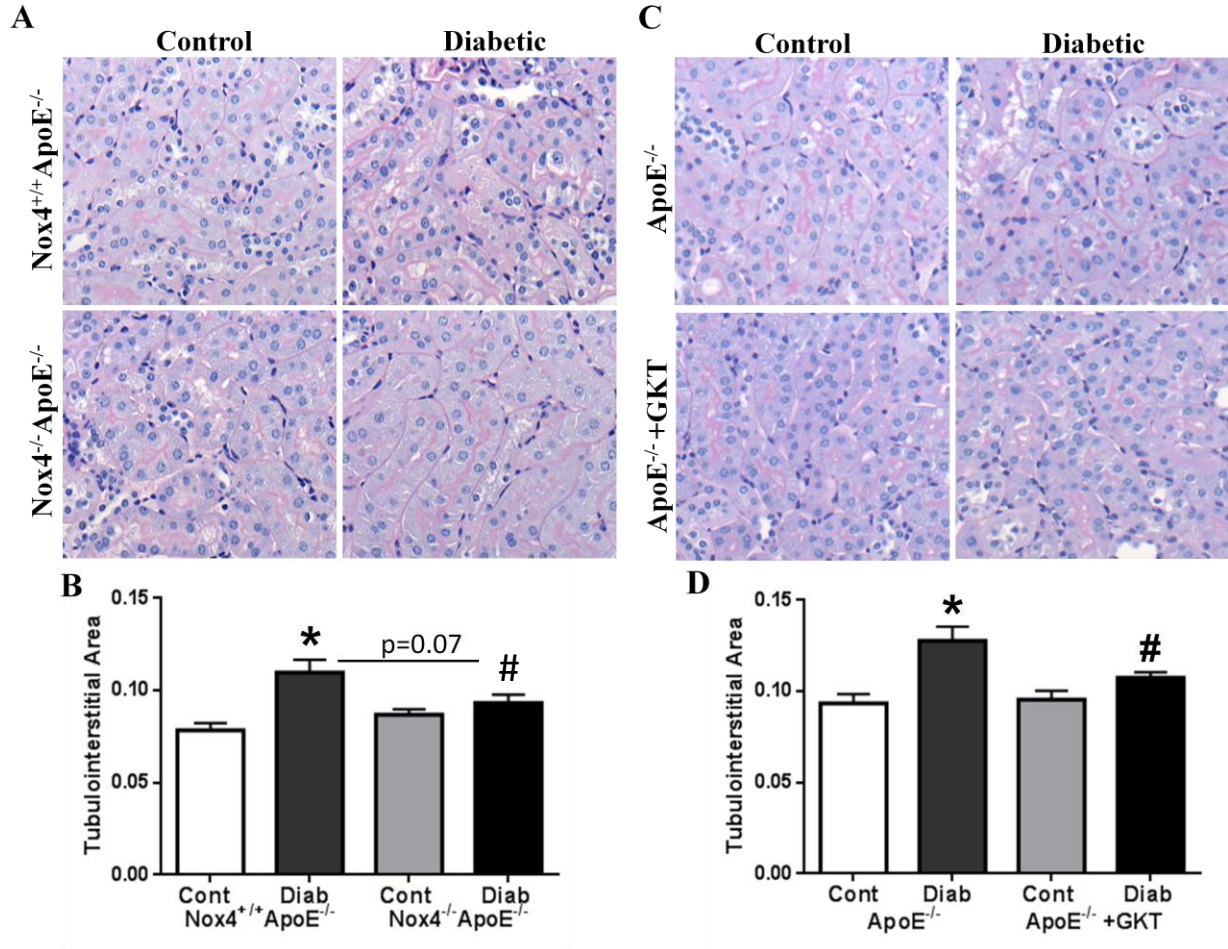 A
Control Diabetic
Nox4+/+ApoE-/-
Nox4-/-ApoE-/-
C
Control Diabetic
ApoE-/-
ApoE-/-+GKT
B
Tubulointerstitial Area
0.15
0.10
0.05
0.00
*
p=0.07
#
Cont Diab Cont Diab
Nox4+/+ApoE-/- Nox4-/-ApoE-/-
D
Tubulointerstitial Area
0.15
0.10
0.05
0.00
*
#
Cont Diab Cont Diab
ApoE-/- ApoE-/- +GKT